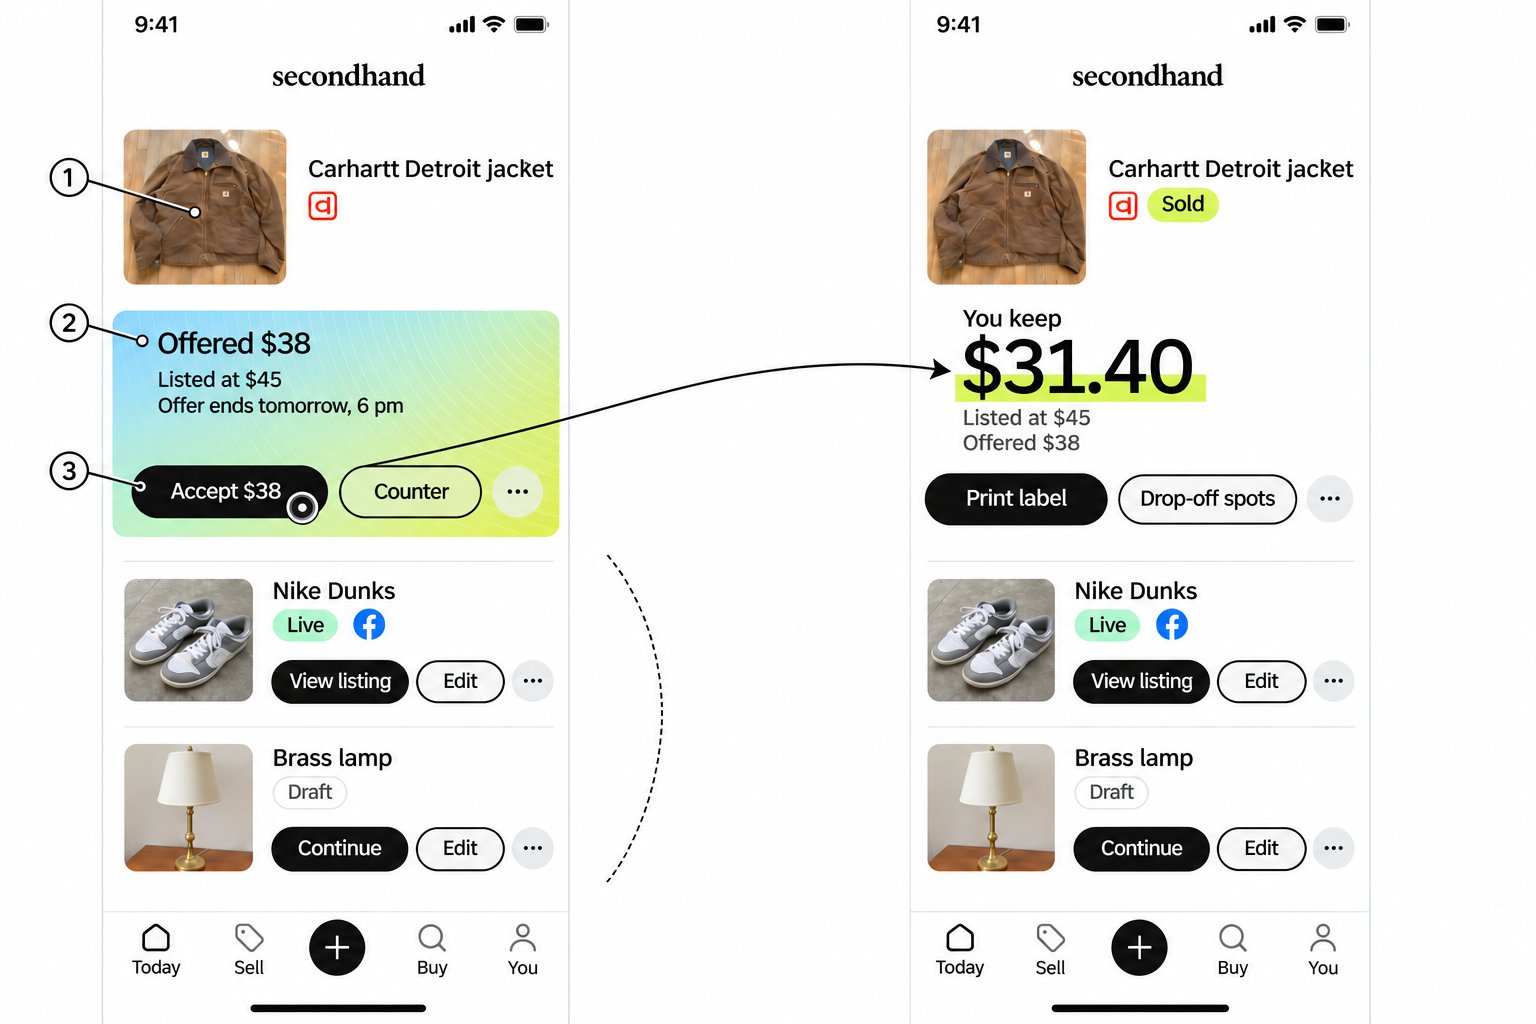 9:41
secondhand
1
Carhartt Detroit jacket
2
Offered $38
Listed at $45
Offer ends tomorrow, 6 pm
3
Accept $38
Counter
Nike Dunks
Live
View listing
Edit
Brass lamp
Draft
Continue
Edit
Today
Sell
Buy
You
9:41
secondhand
Carhartt Detroit jacket
Sold
You keep
$31.40
Listed at $45
Offered $38
Print label
Drop-off spots
Nike Dunks
Live
View listing
Edit
Brass lamp
Draft
Continue
Edit
Today
Sell
Buy
You